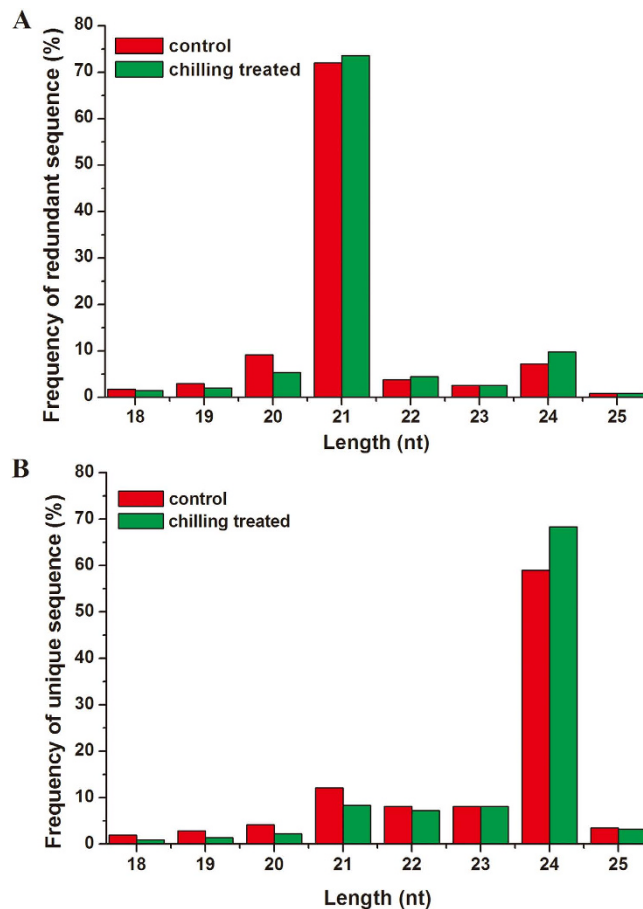 A
Frequency of redundant sequence (%)
80
70
60
50
40
30
20
10
0
control
chilling treated
18 19 20 21 22 23 24 25
Length (nt)
B
Frequency of unique sequence (%)
80
70
60
50
40
30
20
10
0
control
chilling treated
18 19 20 21 22 23 24 25
Length (nt)